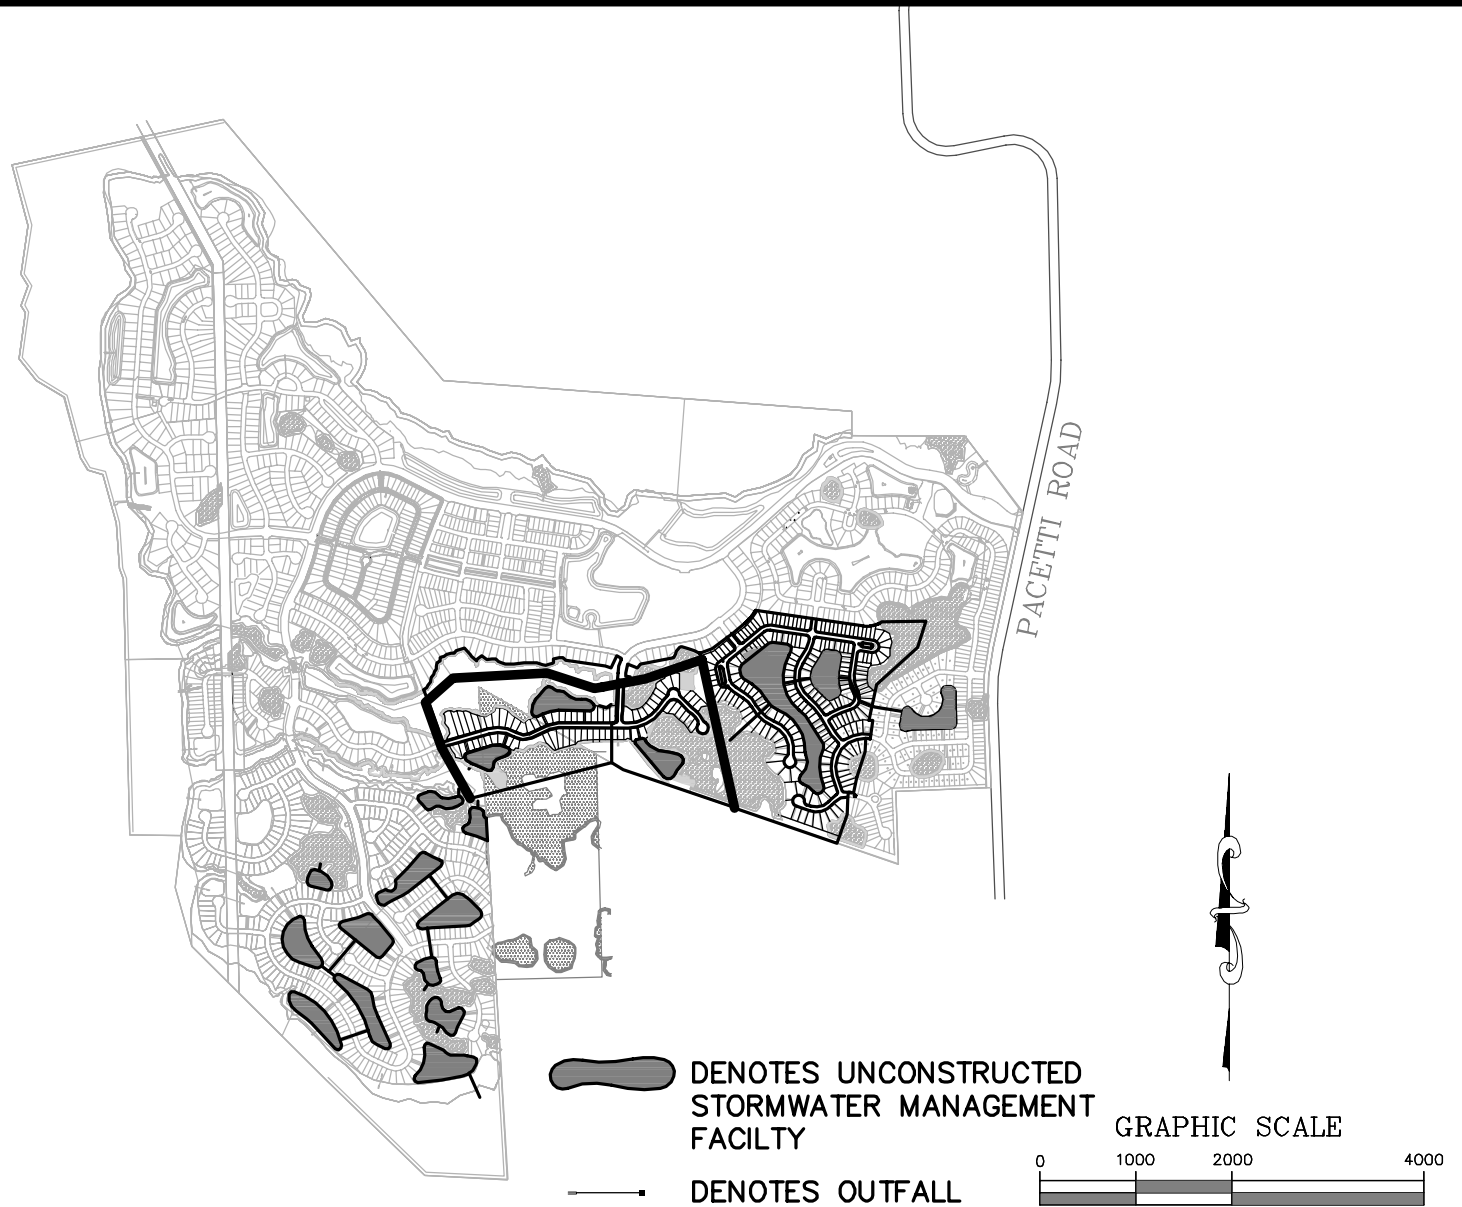 PACETTI ROAD
DENOTES UNCONSTRUCTED
STORMWATER MANAGEMENT
FACILTY
DENOTES OUTFALL
GRAPHIC SCALE
0 1000 2000 4000